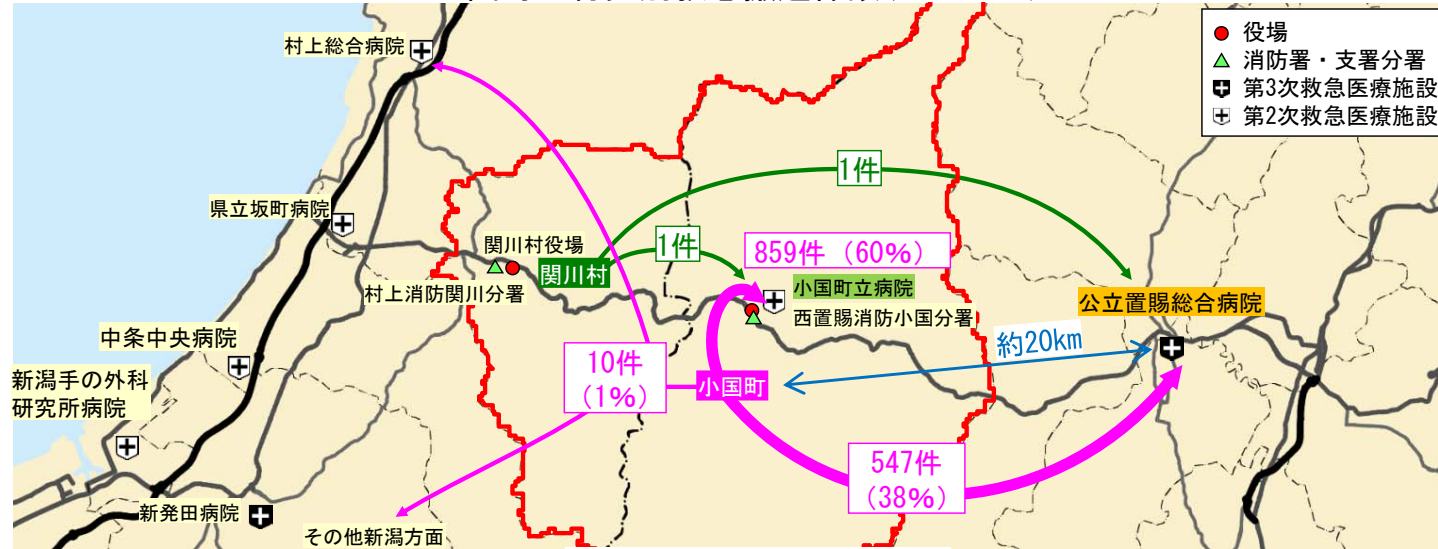 役場
消防署・支署分署
第3次救急医療施設
第2次救急医療施設
村上総合病院
1件
県立坂町病院
関川村役場
1件
859件（60%）
関川村
小国町立病院
村上消防関川分署
西置賜消防小国分署
公立置賜総合病院
約20km
中条中央病院
10件
（1%）
小国町
新潟手の外科
研究所病院
547件
（38%）
新発田病院
その他新潟方面